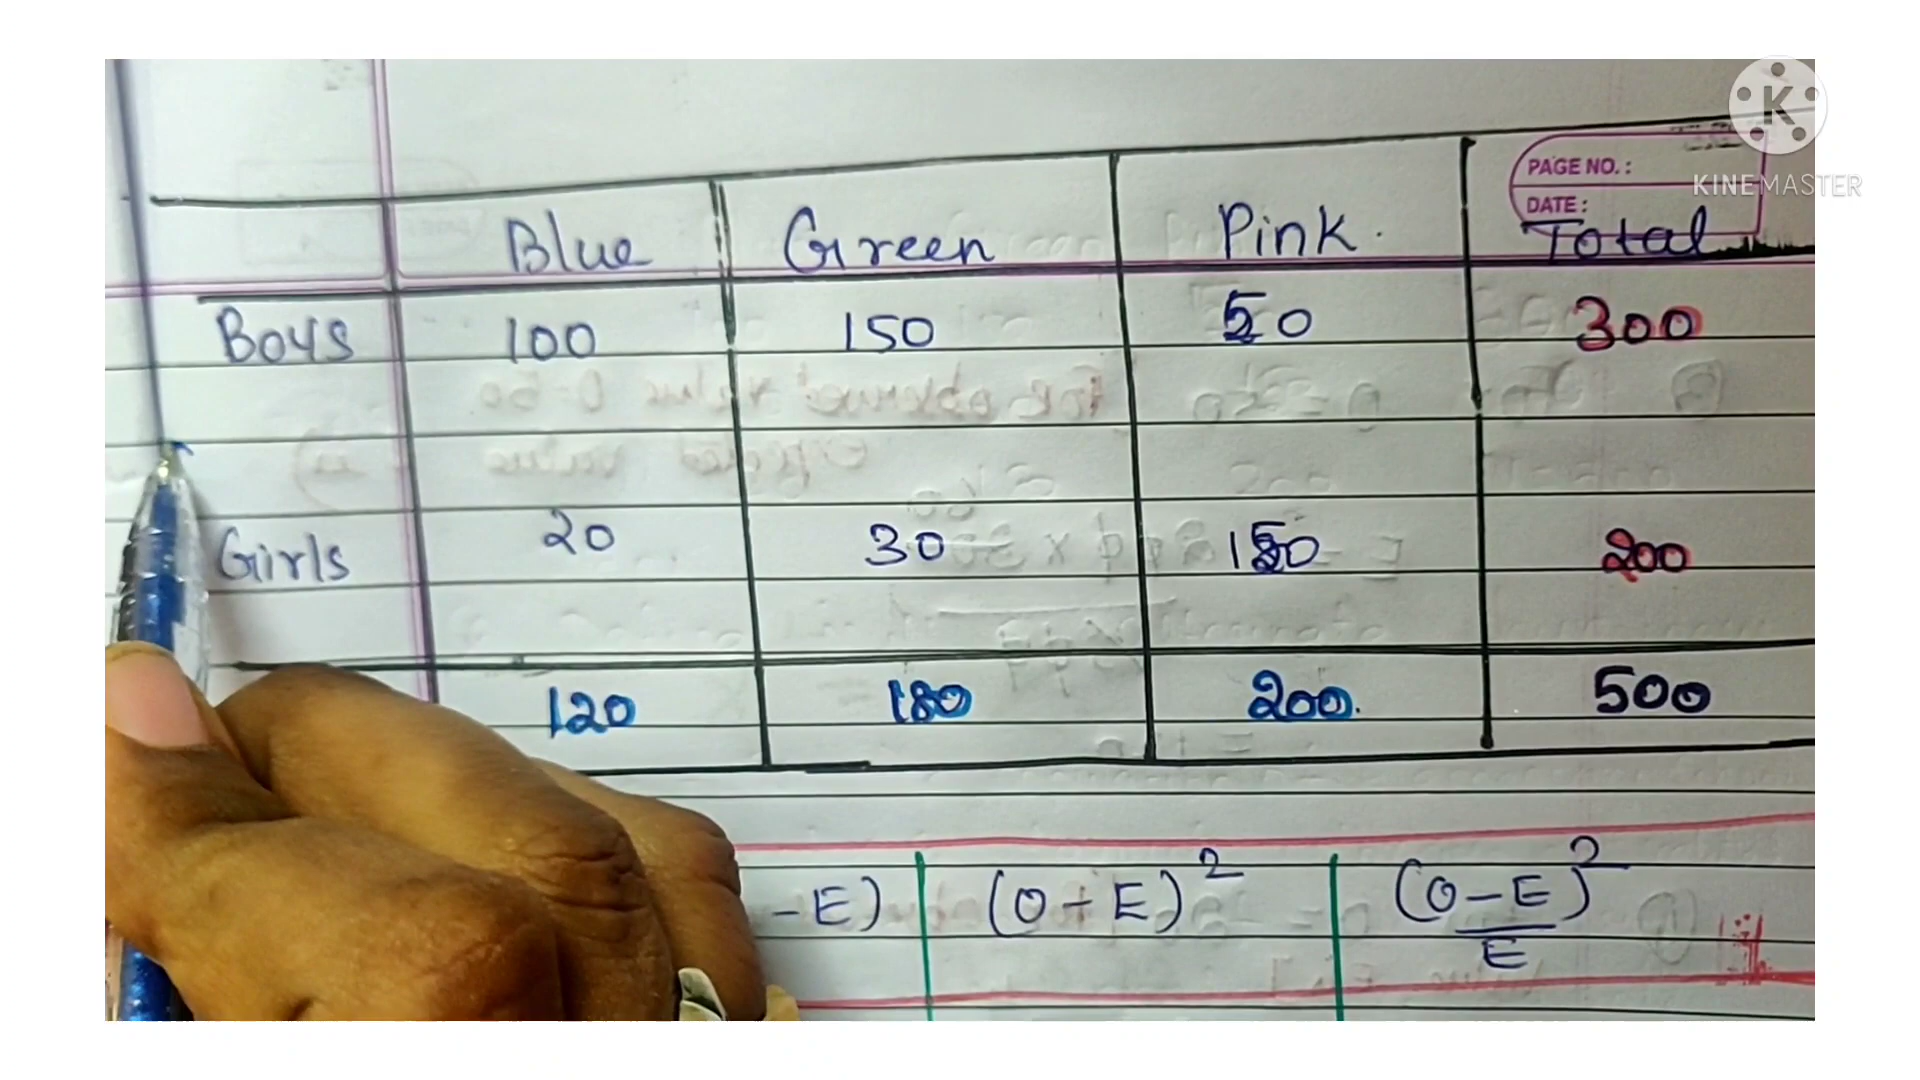 K
KINEMASTER
PAGE NO. :
DATE :
Blue Green Pink. Total
Boys 100 150 50 300
Girls 20 30 150 200
120 180 200. 500
- E) (O - E)² (O - E)²
E